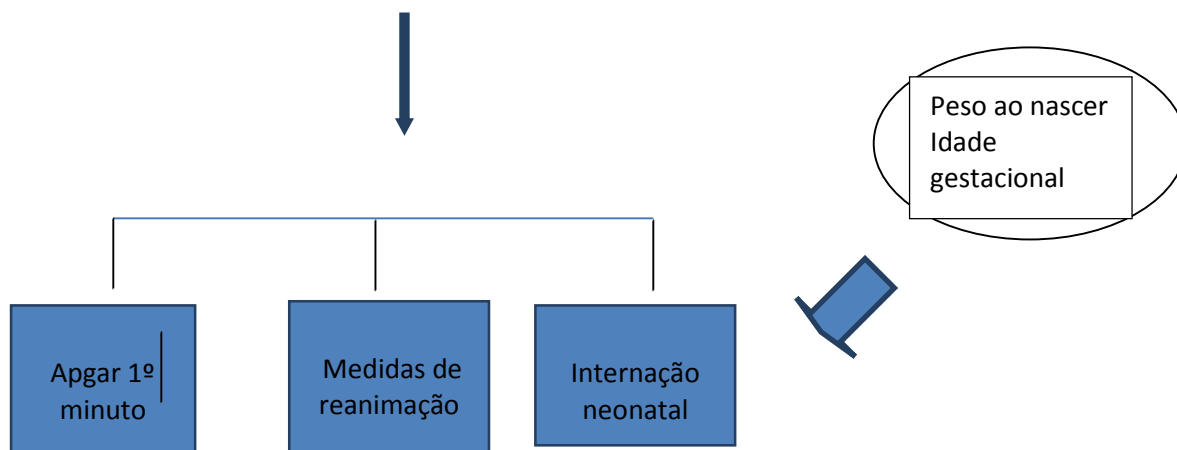 Peso ao nascer
Idade
gestacional
Apgar 1º
minuto
Medidas de
reanimação
Internação
neonatal